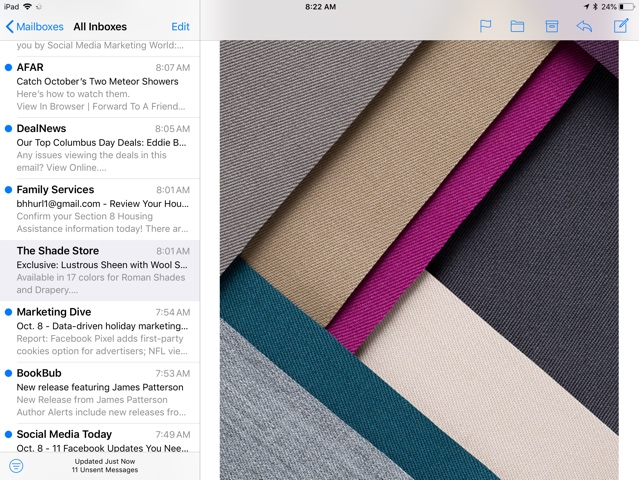 iPad
8:22 AM
24%
Mailboxes
All Inboxes
Edit
you by Social Media Marketing World:...
AFAR
8:07 AM
Catch October's Two Meteor Showers
Here's how to watch them.
View In Browser | Forward To A Friend...
DealNews
8:05 AM
Our Top Columbus Day Deals: Eddie B...
Any issues viewing the deals in this
email? View Online....
Family Services
8:01 AM
bhhurl1@gmail.com - Review Your Hou...
Confirm your Section 8 Housing
Assistance information today! There ar...
The Shade Store
8:01 AM
Exclusive: Lustrous Sheen with Wool S...
Available in 17 colors for Roman Shades
and Drapery....
Marketing Dive
7:54 AM
Oct. 8 - Data-driven holiday marketing...
Report: Facebook Pixel adds first-party
cookies option for advertisers; NFL vie...
BookBub
7:53 AM
New release featuring James Patterson
New Release from James Patterson
Author Alerts include new releases fro...
Social Media Today
7:49 AM
Oct. 8 - 11 Facebook Updates You Nee...
Updated Just Now
11 Unsent Messages